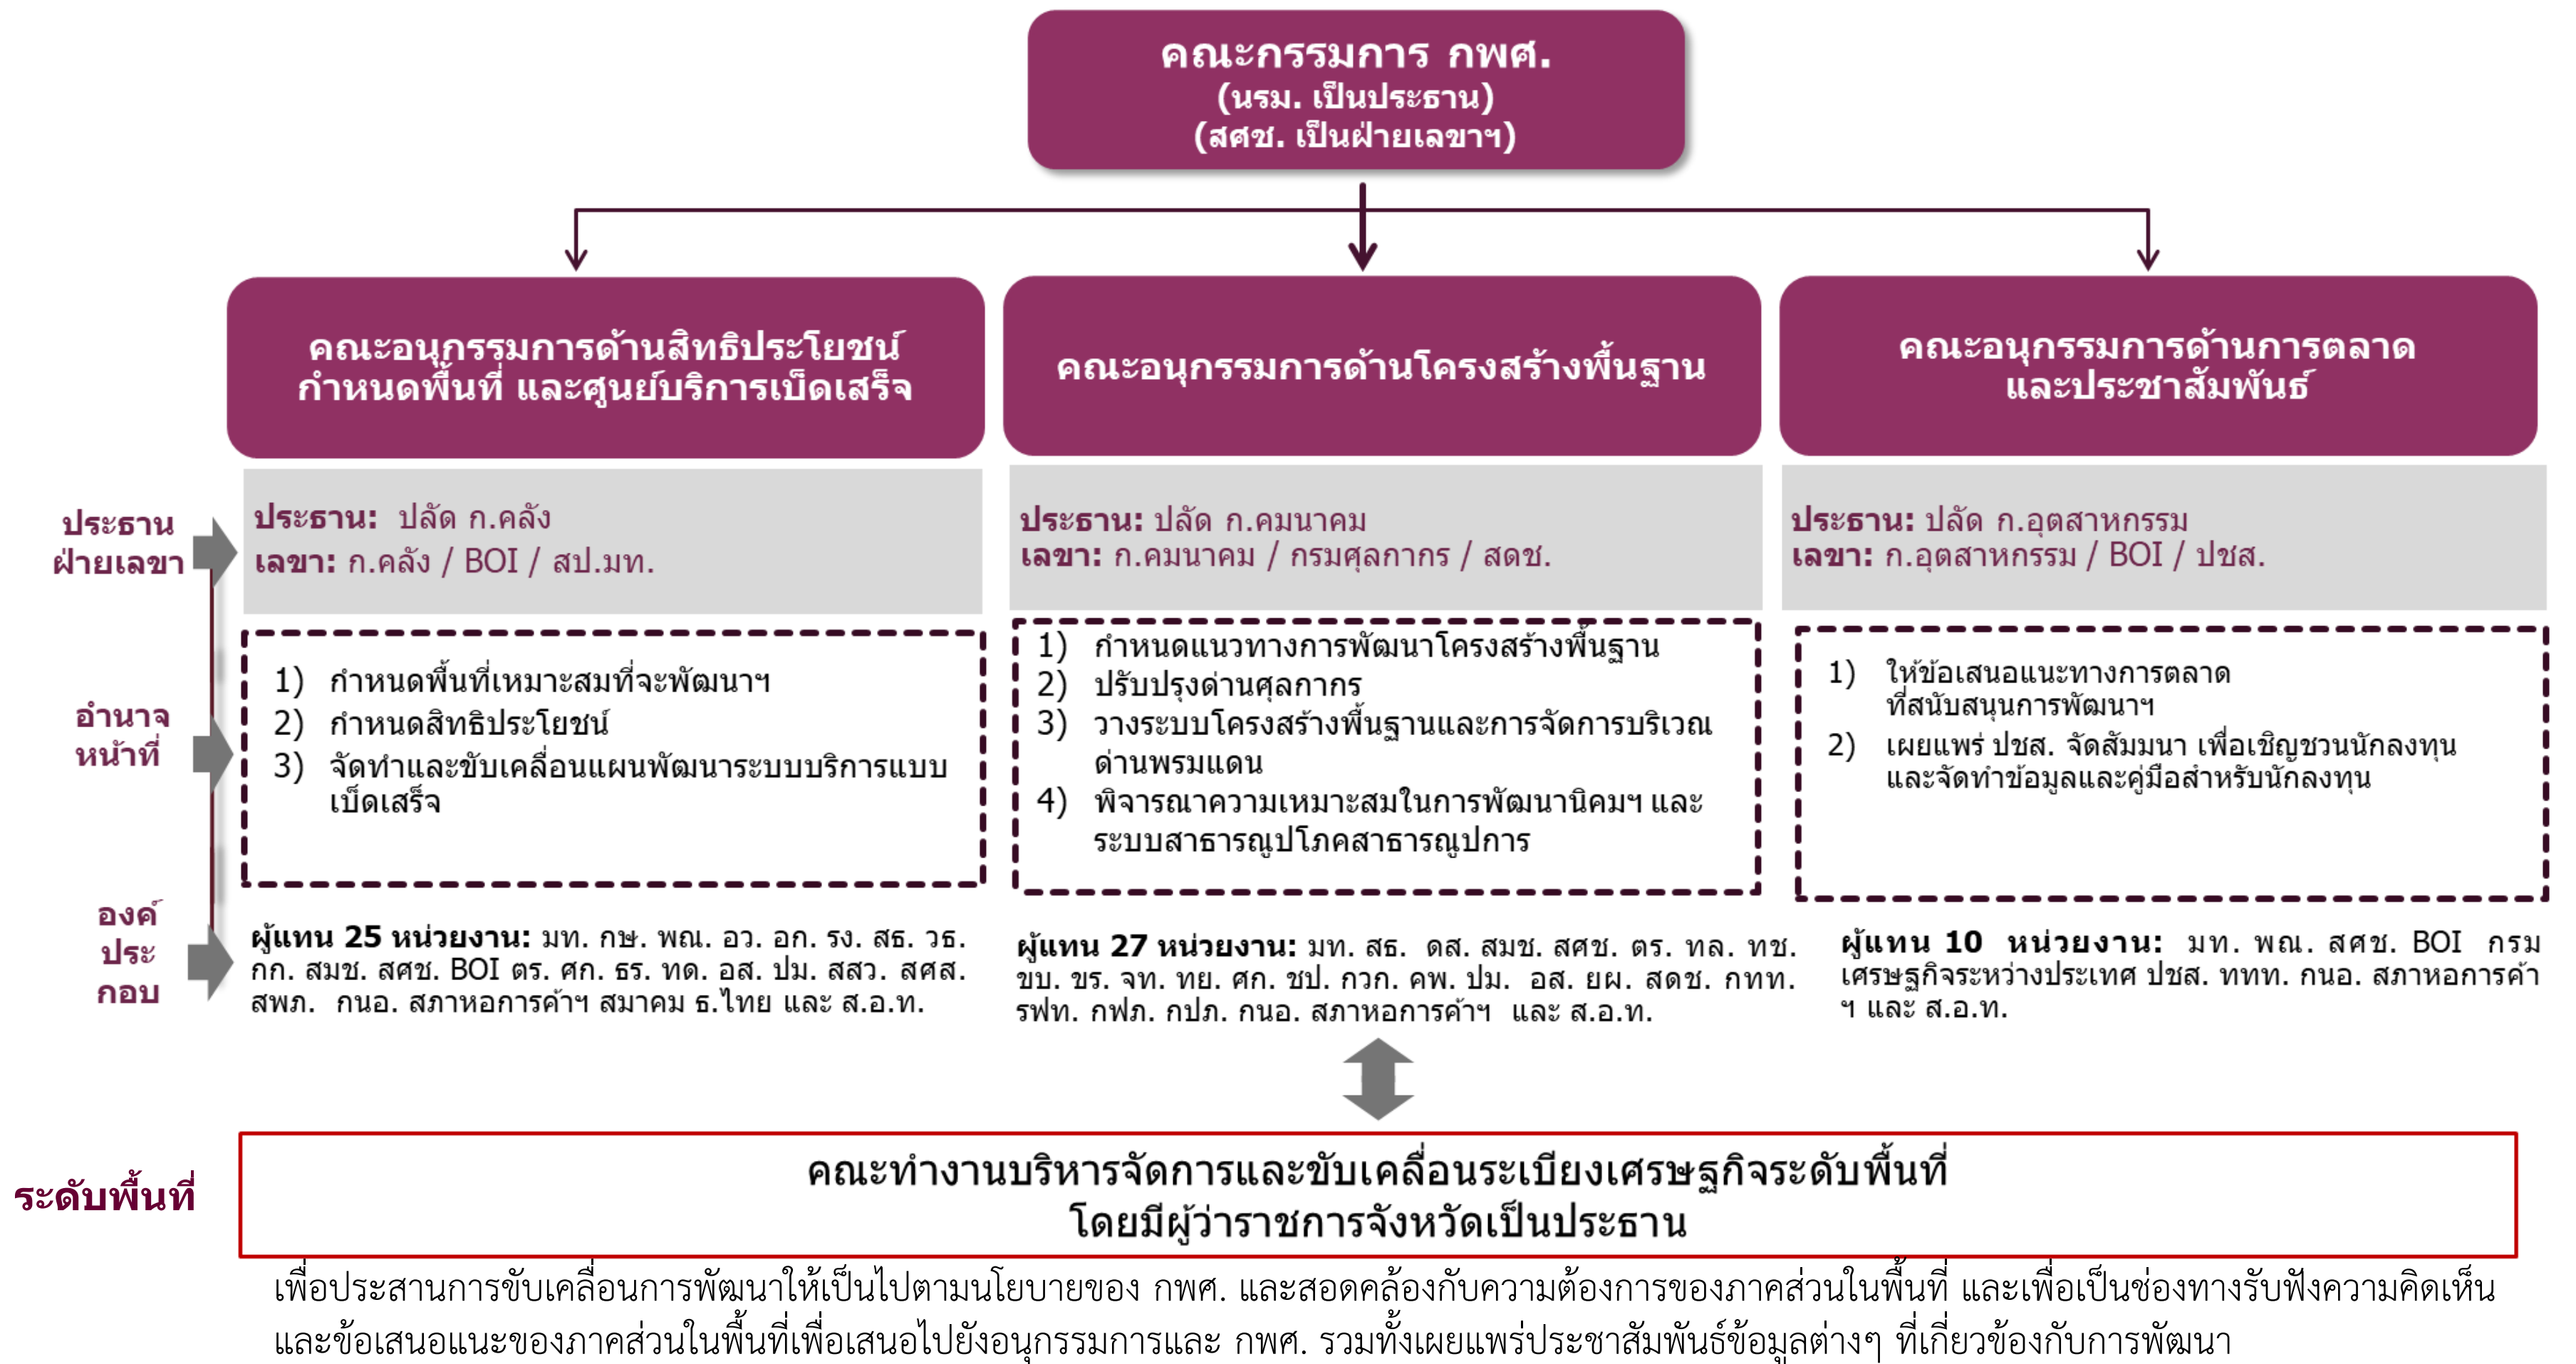 คณะกรรมการ กพศ.
(นรม. เป็นประธาน)
(สศช. เป็นฝ่ายเลขาฯ)
คณะอนุกรรมการด้านสิทธิประโยชน์
กำหนดพื้นที่ และศูนย์บริการเบ็ดเสร็จ
คณะอนุกรรมการด้านโครงสร้างพื้นฐาน
คณะอนุกรรมการด้านการตลาด
และประชาสัมพันธ์
ประธาน
ฝ่ายเลขา
ประธาน: ปลัด ก.คลัง
เลขา: ก.คลัง / BOI / สป.มท.
ประธาน: ปลัด ก.คมนาคม
เลขา: ก.คมนาคม / กรมศุลกากร / สดช.
ประธาน: ปลัด ก.อุตสาหกรรม
เลขา: ก.อุตสาหกรรม / BOI / ปชส.
อำนาจ
หน้าที่
1) กำหนดพื้นที่เหมาะสมที่จะพัฒนาฯ
2) กำหนดสิทธิประโยชน์
3) จัดทำและขับเคลื่อนแผนพัฒนาระบบบริการแบบ
เบ็ดเสร็จ
1) กำหนดแนวทางการพัฒนาโครงสร้างพื้นฐาน
2) ปรับปรุงด่านศุลกากร
3) วางระบบโครงสร้างพื้นฐานและการจัดการบริเวณ
ด่านพรมแดน
4) พิจารณาความเหมาะสมในการพัฒนานิคมฯ และ
ระบบสาธารณูปโภคสาธารณูปการ
1) ให้ข้อเสนอแนะทางการตลาด
ที่สนับสนุนการพัฒนาฯ
2) เผยแพร่ ปชส. จัดสัมมนา เพื่อเชิญชวนนักลงทุน
และจัดทำข้อมูลและคู่มือสำหรับนักลงทุน
องค์
ประ
กอบ
ผู้แทน 25 หน่วยงาน: มท. กษ. พณ. อว. อก. รง. สธ. วธ.
กก. สมช. สศช. BOI ตร. ศก. ธร. ทด. อส. ปม. สสว. สศส.
สพภ. กนอ. สภาหอการค้าฯ สมาคม ธ.ไทย และ ส.อ.ท.
ผู้แทน 27 หน่วยงาน: มท. สธ. ดส. สมช. สศช. ตร. ทล. ทช.
ขบ. ขร. จท. ทย. ศก. ชป. กวก. คพ. ปม. อส. ยผ. สดช. กทท.
รฟท. กฟภ. กปภ. กนอ. สภาหอการค้าฯ และ ส.อ.ท.
ผู้แทน 10 หน่วยงาน: มท. พณ. สศช. BOI กรม
เศรษฐกิจระหว่างประเทศ ปชส. ททท. กนอ. สภาหอการค้า
ฯ และ ส.อ.ท.
ระดับพื้นที่
คณะทำงานบริหารจัดการและขับเคลื่อนระเบียงเศรษฐกิจระดับพื้นที่
โดยมีผู้ว่าราชการจังหวัดเป็นประธาน
เพื่อประสานการขับเคลื่อนการพัฒนาให้เป็นไปตามนโยบายของ กพศ. และสอดคล้องกับความต้องการของภาคส่วนในพื้นที่ และเพื่อเป็นช่องทางรับฟังความคิดเห็น
และข้อเสนอแนะของภาคส่วนในพื้นที่เพื่อเสนอไปยังอนุกรรมการและ กพศ. รวมทั้งเผยแพร่ประชาสัมพันธ์ข้อมูลต่างๆ ที่เกี่ยวข้องกับการพัฒนา